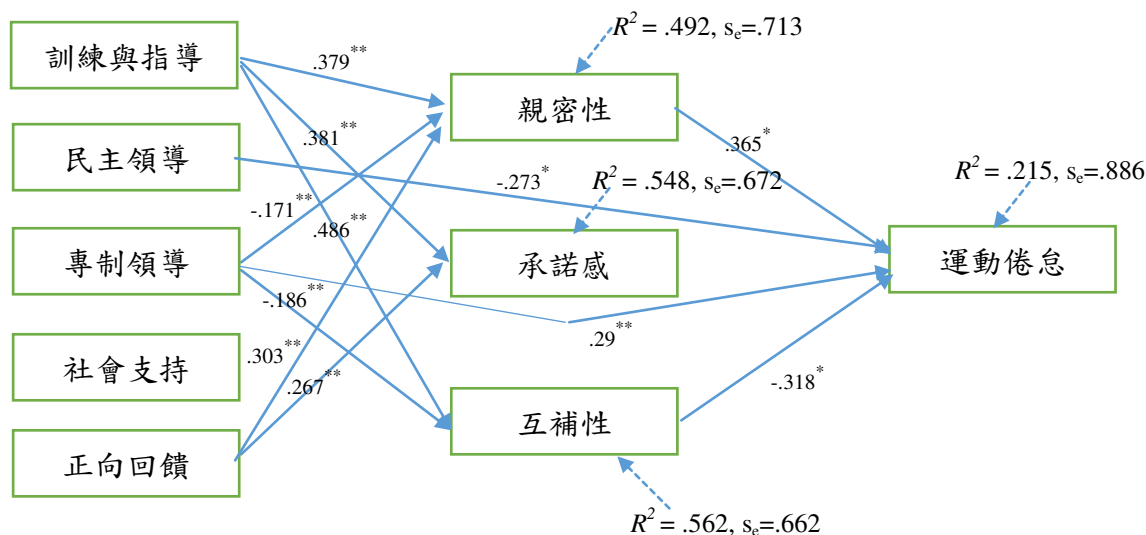 R² = .492, sₑ=.713
訓練與指導
.379**
親密性
.381**
.365*
民主領導
-.273*
R² = .548, sₑ=.672
R² = .215, sₑ=.886
-.171**
.486**
專制領導
承諾感
運動倦怠
-.186**
.29**
社會支持
.303**
.267**
-.318*
互補性
正向回饋
R² = .562, sₑ=.662